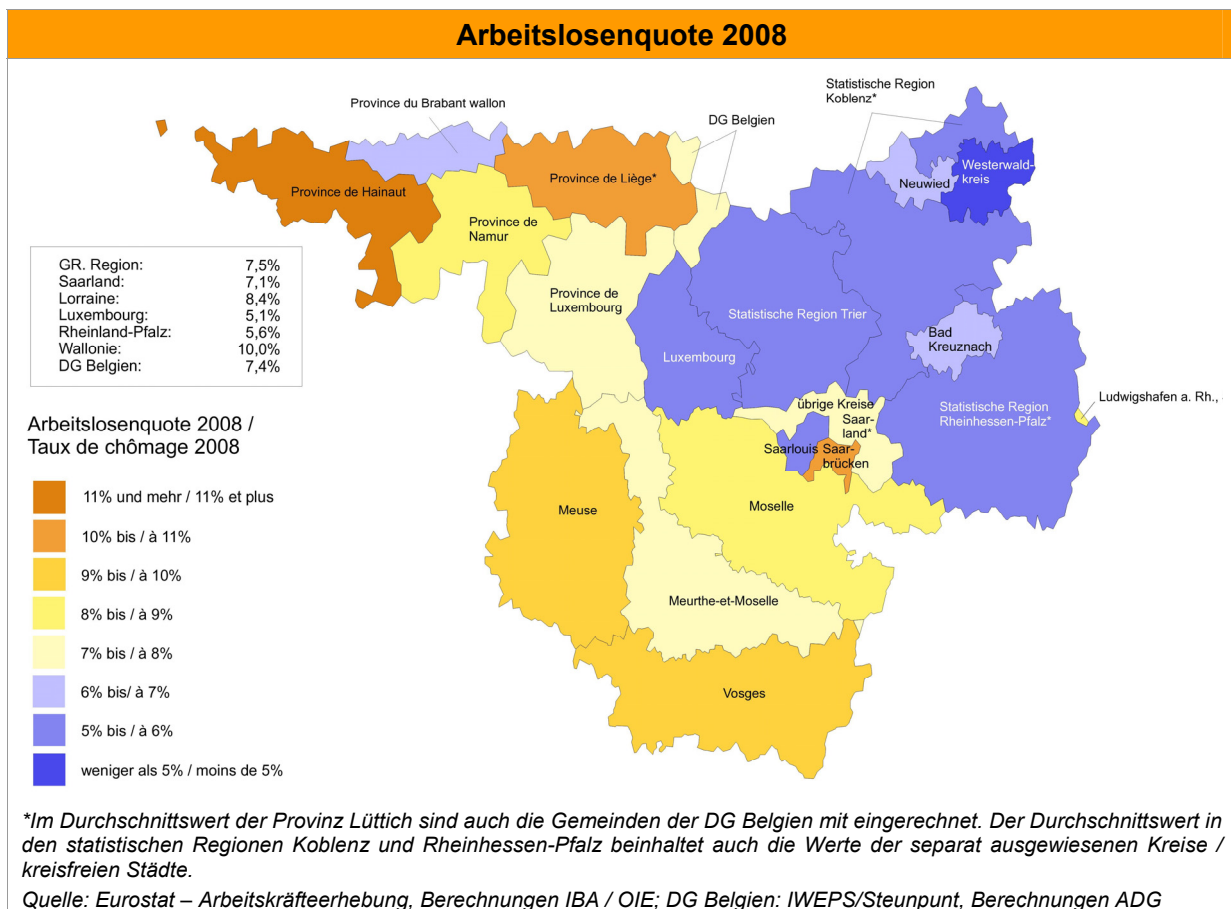 Arbeitslosenquote 2008
Statistische Region
Koblenz*
Province du Brabant wallon
DG Belgien
Westerwald-
kreis
Neuwied
Province de Liège*
Province de Hainaut
Province de
Namur
GR. Region: 7,5%
Saarland: 7,1%
Lorraine: 8,4%
Luxembourg: 5,1%
Rheinland-Pfalz: 5,6%
Wallonie: 10,0%
DG Belgien: 7,4%
Province de
Luxembourg
Statistische Region Trier
Bad
Kreuznach
Luxembourg
Ludwigshafen a. Rh.,
übrige Kreise
Saar-
land*
Statistische Region
Rheinhessen-Pfalz*
Saarlouis
Saar-
brücken
Arbeitslosenquote 2008 /
Taux de chômage 2008
11% und mehr / 11% et plus
10% bis / à 11%
9% bis / à 10%
8% bis / à 9%
7% bis / à 8%
6% bis/ à 7%
5% bis / à 6%
weniger als 5% / moins de 5%
Meuse
Moselle
Meurthe-et-Moselle
Vosges
*Im Durchschnittswert der Provinz Lüttich sind auch die Gemeinden der DG Belgien mit eingerechnet. Der Durchschnittswert in
den statistischen Regionen Koblenz und Rheinhessen-Pfalz beinhaltet auch die Werte der separat ausgewiesenen Kreise /
kreisfreien Städte.
Quelle: Eurostat – Arbeitskräfteerhebung, Berechnungen IBA / OIE; DG Belgien: IWEPS/Steunpunt, Berechnungen ADG